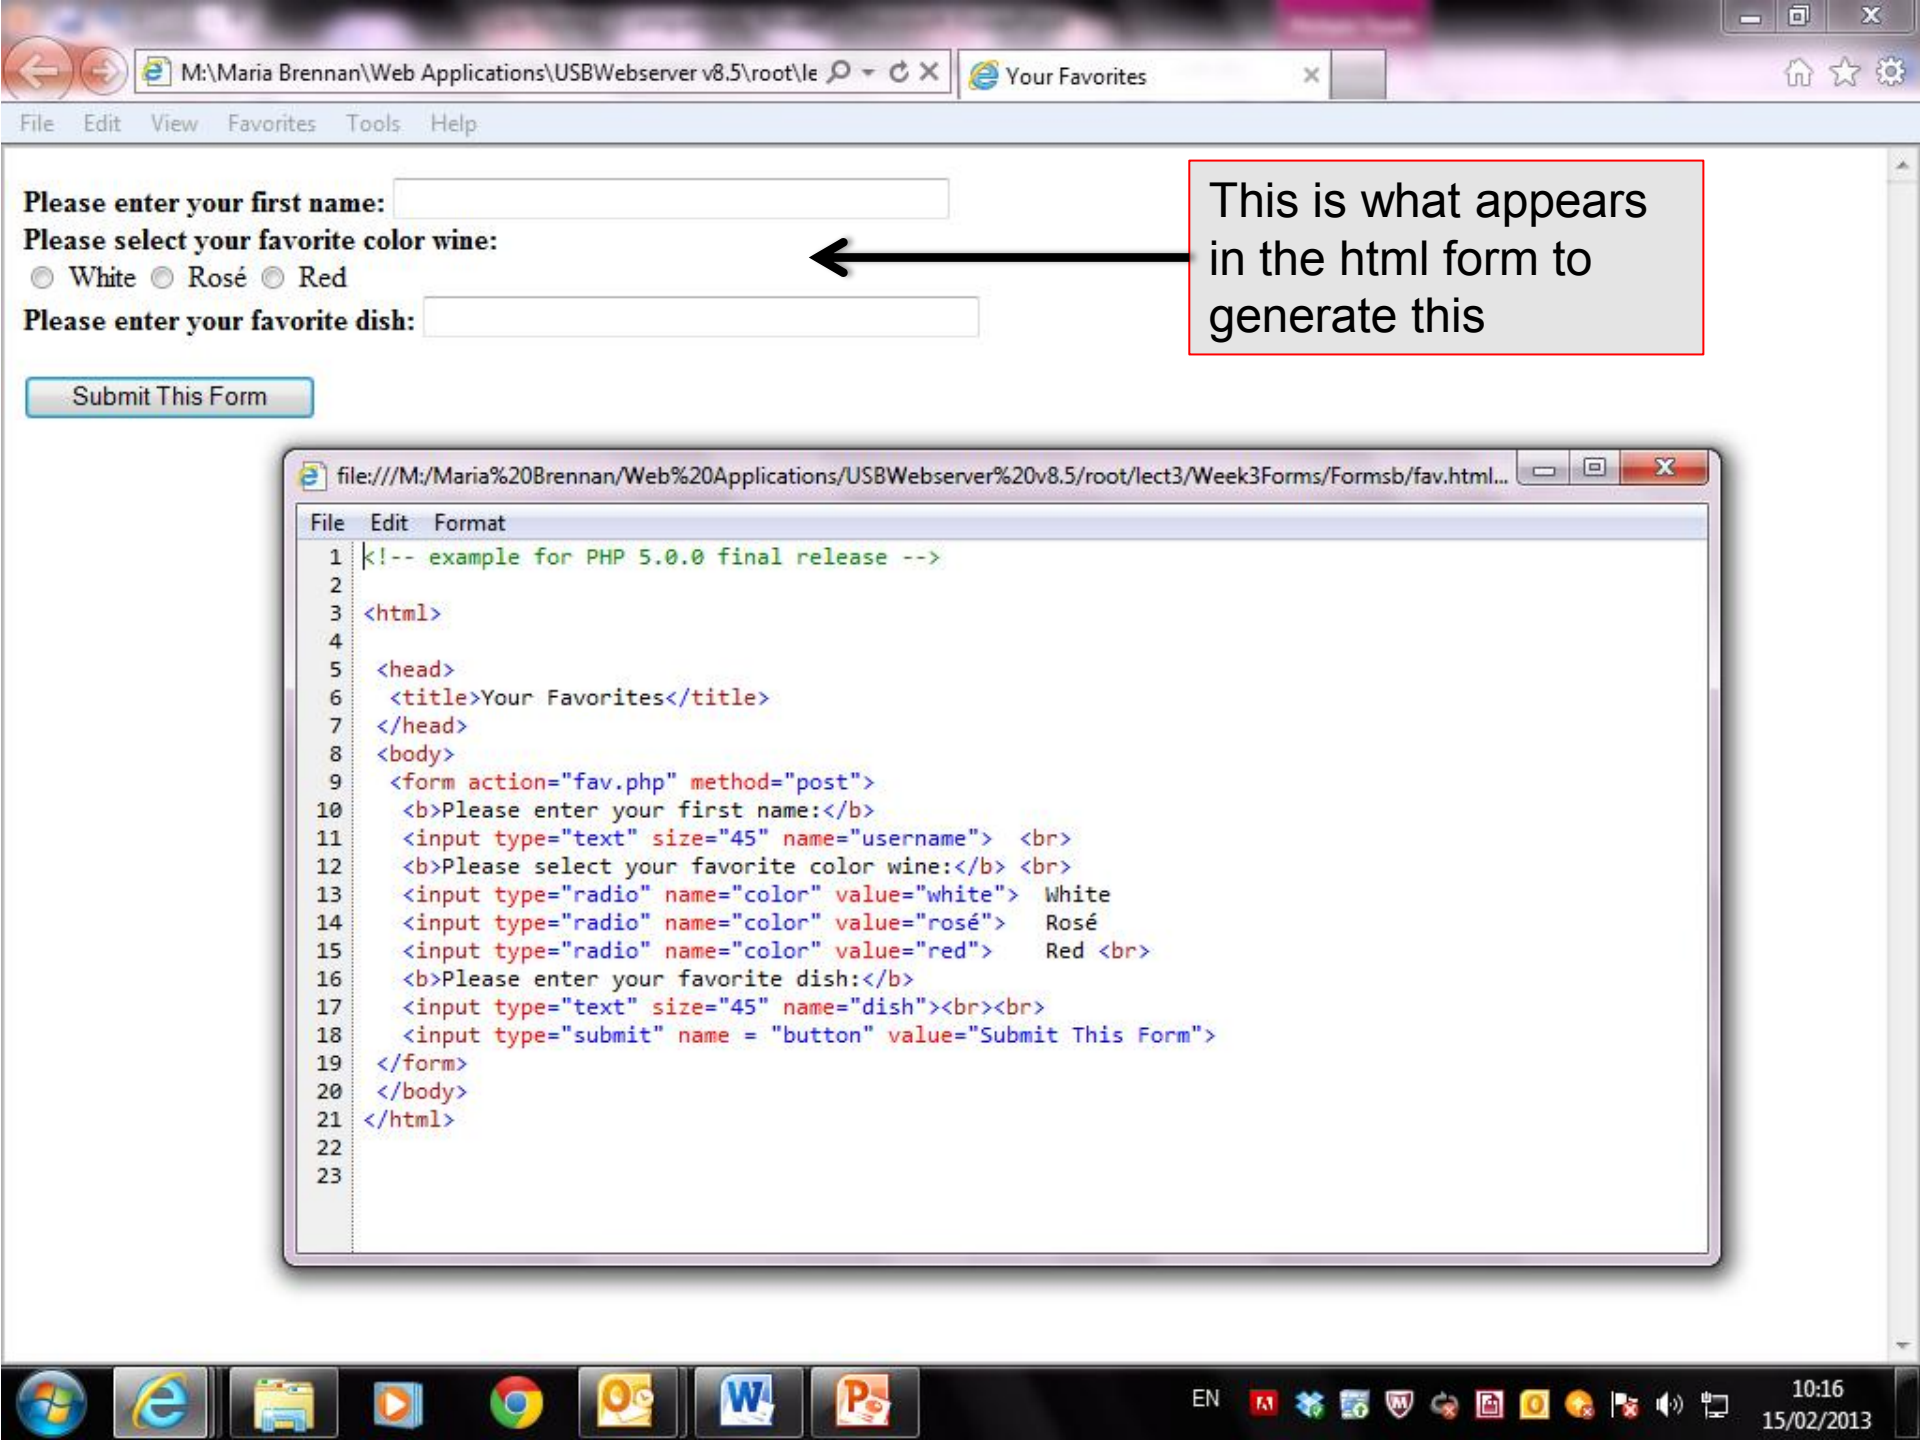 M:\Maria Brennan\Web Applications\USBWebserver v8.5\root\le
Your Favorites
File Edit View Favorites Tools Help
Please enter your first name:
Please select your favorite color wine:
White Rosé Red
Please enter your favorite dish:
Submit This Form
This is what appears
in the html form to
generate this
file:///M:/Maria%20Brennan/Web%20Applications/USBWebserver%20v8.5/root/lect3/Week3Forms/Formsb/fav.html...
File Edit Format
1 <!-- example for PHP 5.0.0 final release -->
2
3 <html>
4
5 <head>
6 <title>Your Favorites</title>
7 </head>
8 <body>
9 <form action="fav.php" method="post">
10 <b>Please enter your first name:</b>
11 <input type="text" size="45" name="username"> <br>
12 <b>Please select your favorite color wine:</b> <br>
13 <input type="radio" name="color" value="white"> White
14 <input type="radio" name="color" value="rosé"> Rosé
15 <input type="radio" name="color" value="red"> Red <br>
16 <b>Please enter your favorite dish:</b>
17 <input type="text" size="45" name="dish"><br><br>
18 <input type="submit" name = "button" value="Submit This Form">
19 </form>
20 </body>
21 </html>
22
23
EN
10:16
15/02/2013